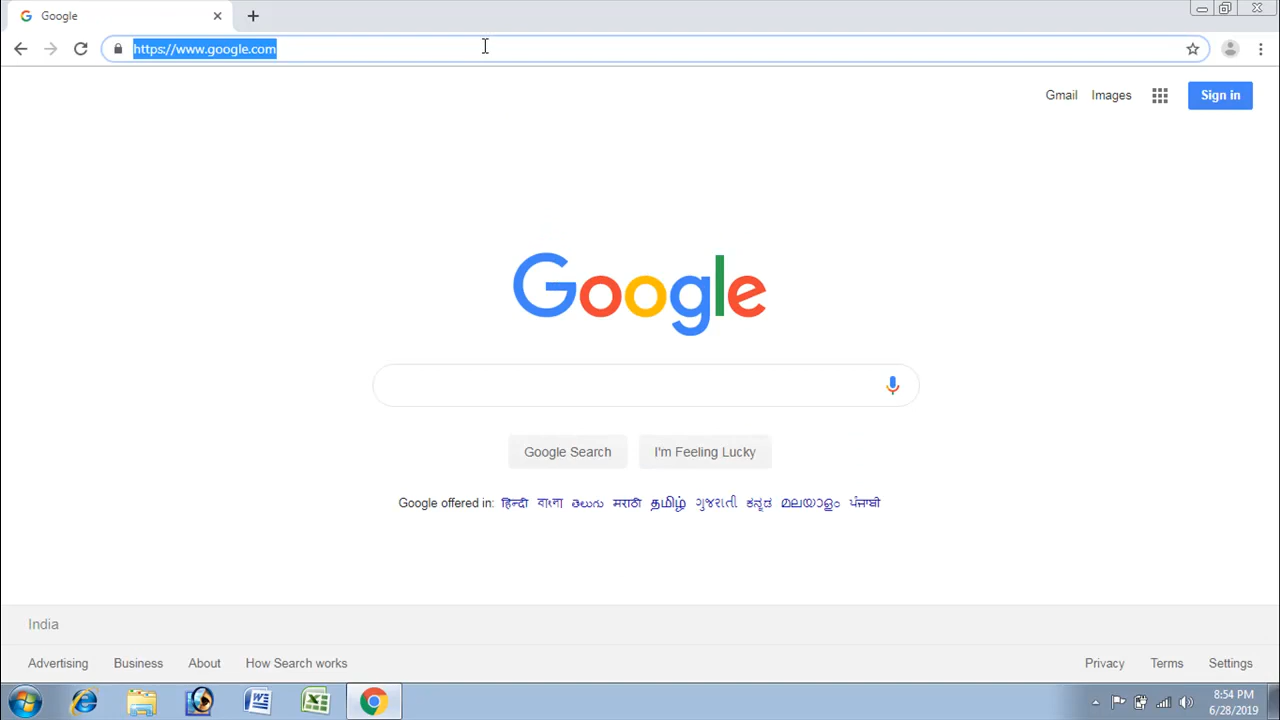 Google
https://www.google.com
Gmail Images Sign in
Google
Google Search I'm Feeling Lucky
Google offered in: हिन्दी বাংলা తెలుగు मराठी தமிழ் ગુજરાતી ಕನ್ನಡ മലയാളം ਪੰਜਾਬੀ
India
Advertising Business About How Search works Privacy Terms Settings
8:54 PM
6/28/2019